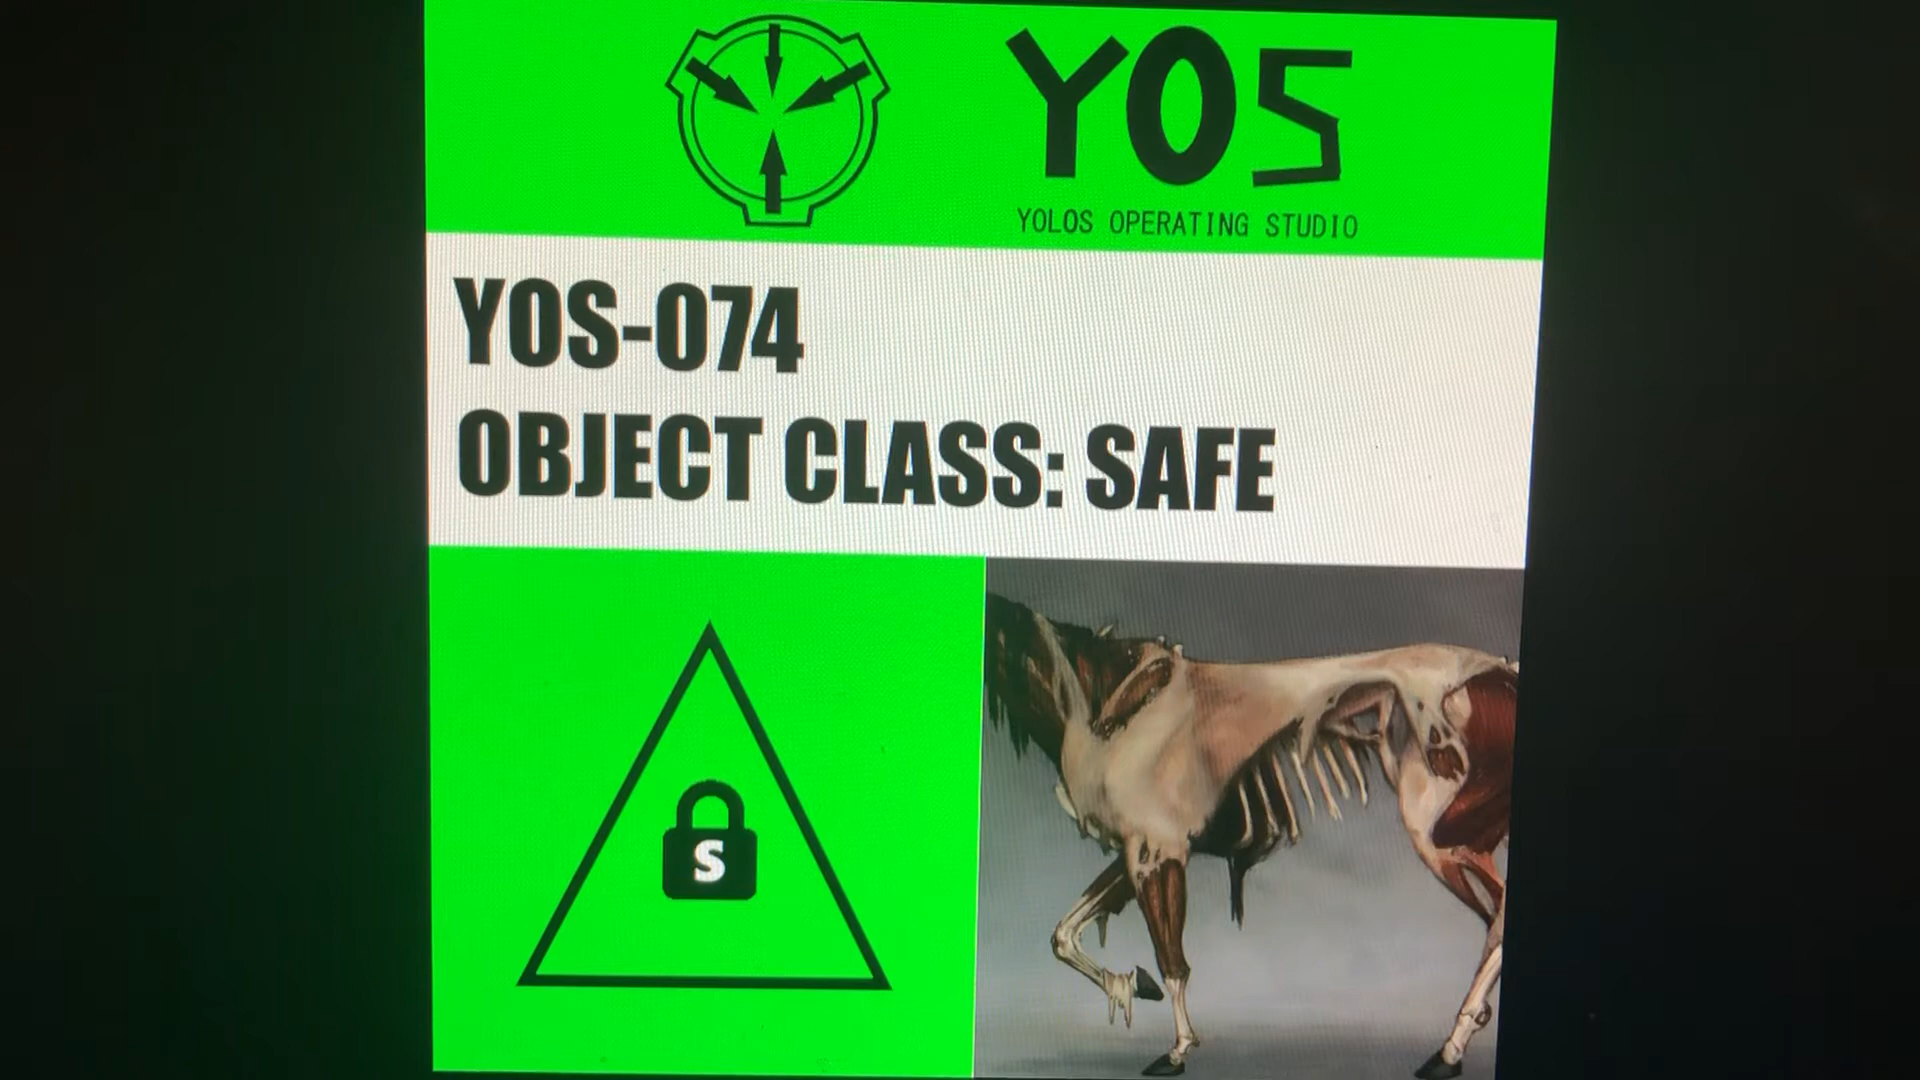 YOS
YOLOS OPERATING STUDIO
YOS-074
OBJECT CLASS: SAFE
S